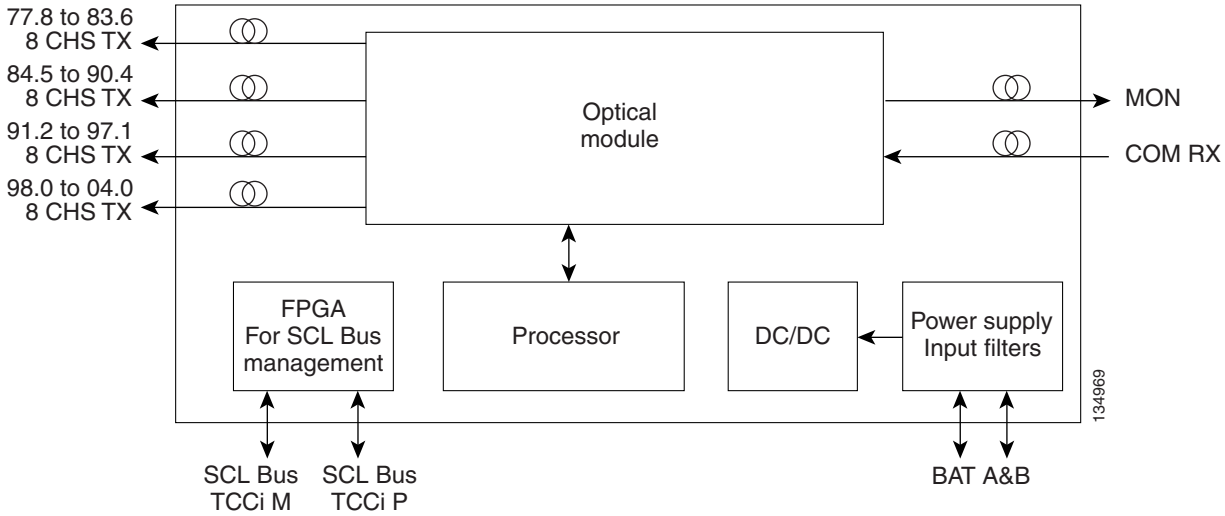 77.8 to 83.6
8 CHS TX
84.5 to 90.4
8 CHS TX
91.2 to 97.1
8 CHS TX
98.0 to 04.0
8 CHS TX
Optical
module
MON
COM RX
FPGA
For SCL Bus
management
Processor
DC/DC
Power supply
Input filters
134969
SCL Bus
TCCi M
SCL Bus
TCCi P
BAT A&B